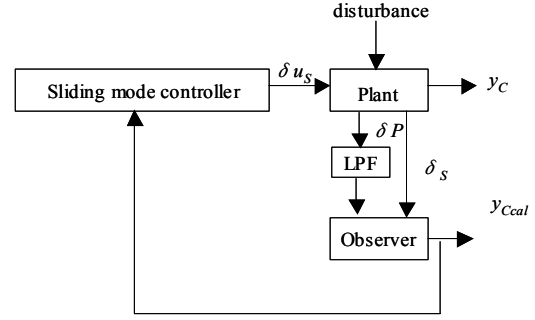 disturbance
δ u_S
Sliding mode controller
Plant
y_C
δ P
LPF
δ_S
y_Ccal
Observer